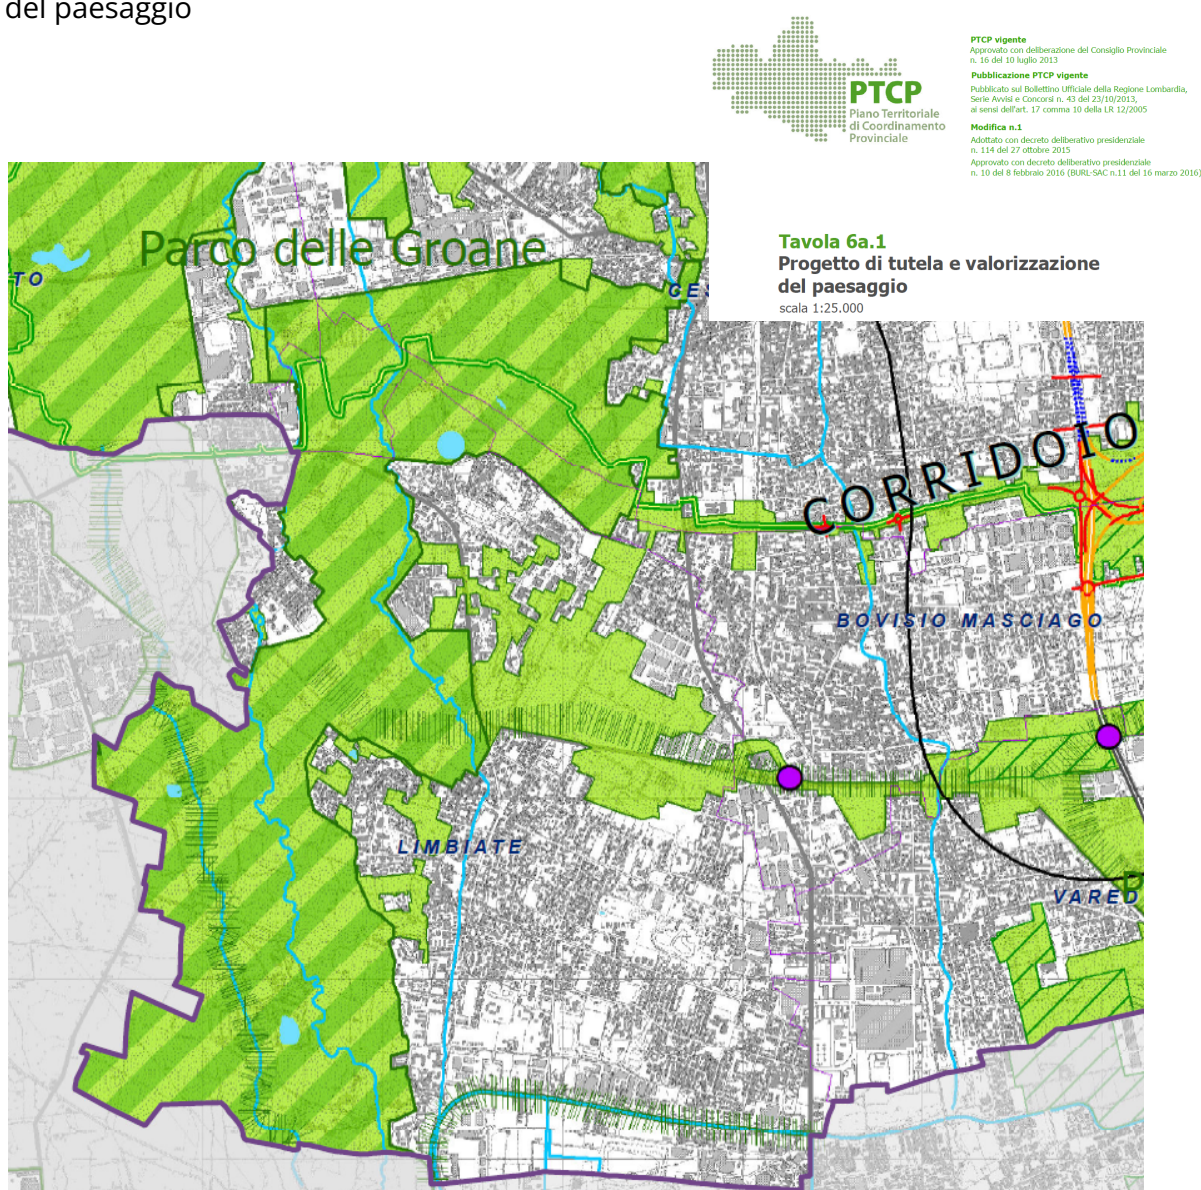 del paesaggio
PTCP
Piano Territoriale
di Coordinamento
Provinciale
PTCP vigente
Approvato con deliberazione del Consiglio Provinciale
n. 16 del 10 luglio 2013
Pubblicazione PTCP vigente
Pubblicato sul Bollettino Ufficiale della Regione Lombardia,
Serie Avvisi e Concorsi n. 43 del 23/10/2013,
ai sensi dell'art. 17 comma 10 della LR 12/2005
Modifica n.1
Adottato con decreto deliberativo presidenziale
n. 114 del 27 ottobre 2015
Approvato con decreto deliberativo presidenziale
n. 10 del 8 febbraio 2016 (BURL-SAC n.11 del 16 marzo 2016)
Tavola 6a.1
Progetto di tutela e valorizzazione
del paesaggio
scala 1:25.000
Parco delle Groane
TO
CES
CORRIDOIO
BOVISIO MASCIAGO
LIMBIATE
VARED